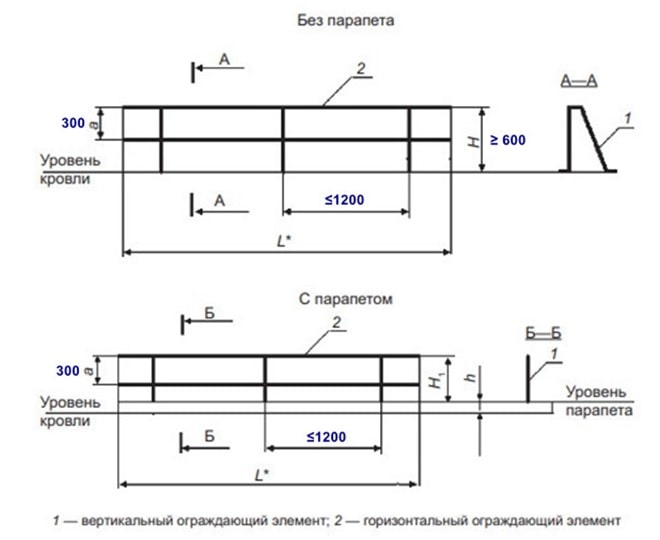 Без парапета
А
2
А—А
300
а
Н
≥ 600
1
Уровень
кровли
А
≤1200
L*
С парапетом
Б
2
Б—Б
1
300
а
Н1
h
Уровень
кровли
Уровень
парапета
Б
≤1200
L*
1 — вертикальный ограждающий элемент; 2 — горизонтальный ограждающий элемент